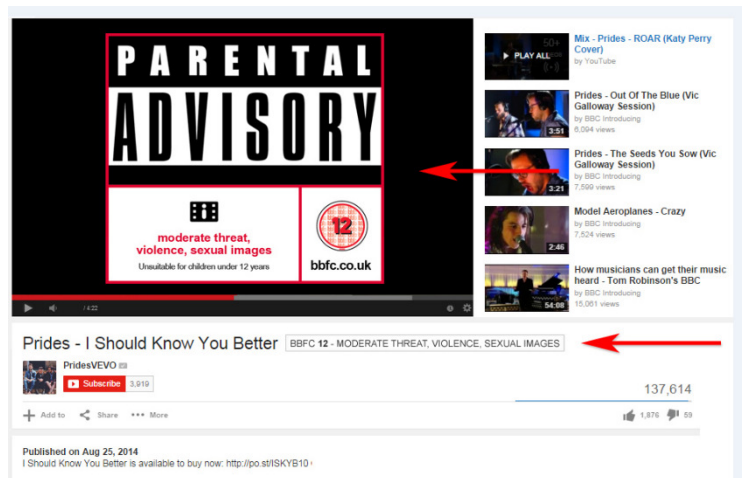 PARENTAL
ADVISORY
moderate threat,
violence, sexual images
Unsuitable for children under 12 years
12
bbfc.co.uk
/ 4:22
50+
PLAY ALL
Mix - Prides - ROAR (Katy Perry
Cover)
by YouTube
3:51
Prides - Out Of The Blue (Vic
Galloway Session)
by BBC Introducing
6,094 views
3:21
Prides - The Seeds You Sow (Vic
Galloway Session)
by BBC Introducing
7,599 views
2:46
Model Aeroplanes - Crazy
by BBC Introducing
7,524 views
54:08
How musicians can get their music
heard - Tom Robinson's BBC
by BBC Introducing
15,061 views
Prides - I Should Know You Better
BBFC 12 - MODERATE THREAT, VIOLENCE, SEXUAL IMAGES
PridesVEVO
Subscribe 3,919
137,614
Add to Share More
1,876 59
Published on Aug 25, 2014
I Should Know You Better is available to buy now: http://po.st/ISKYB10